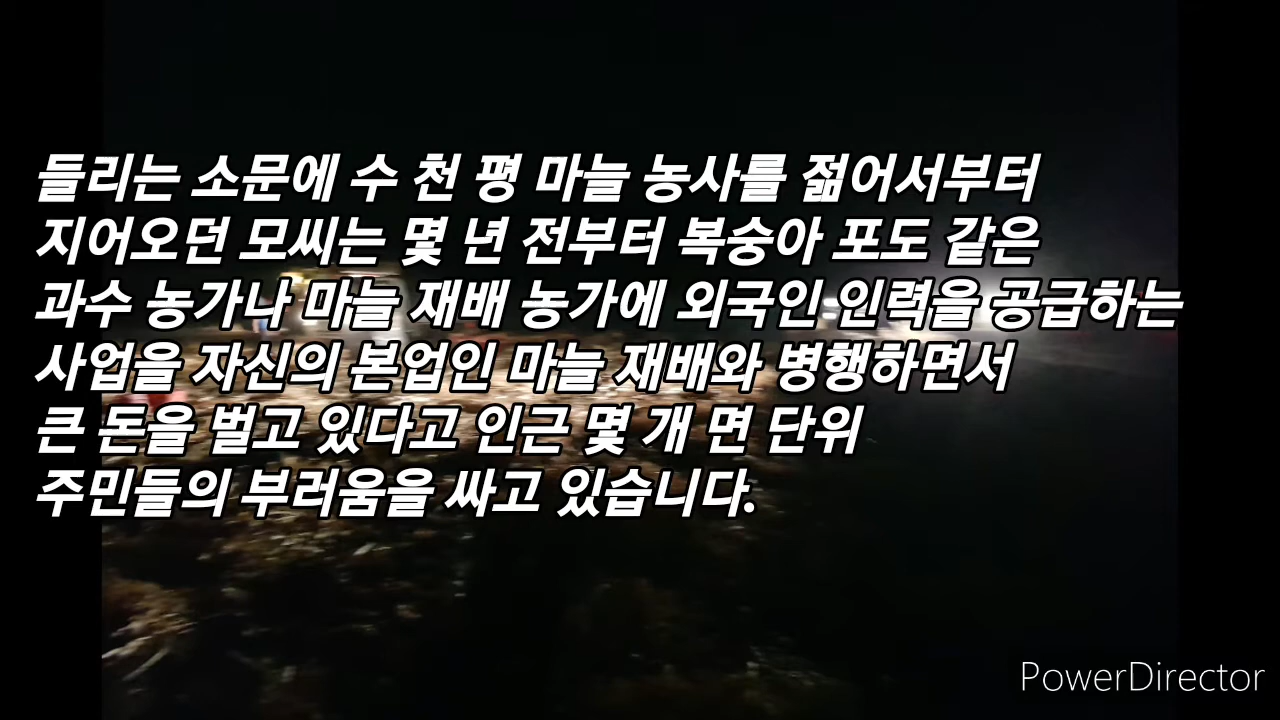 들리는 소문에 수 천 평 마늘 농사를 젊어서부터
지어오던 모씨는 몇 년 전부터 복숭아 포도 같은
과수 농가나 마늘 재배 농가에 외국인 인력을 공급하는
사업을 자신의 본업인 마늘 재배와 병행하면서
큰 돈을 벌고 있다고 인근 몇 개 면 단위
주민들의 부러움을 싸고 있습니다.
PowerDirector